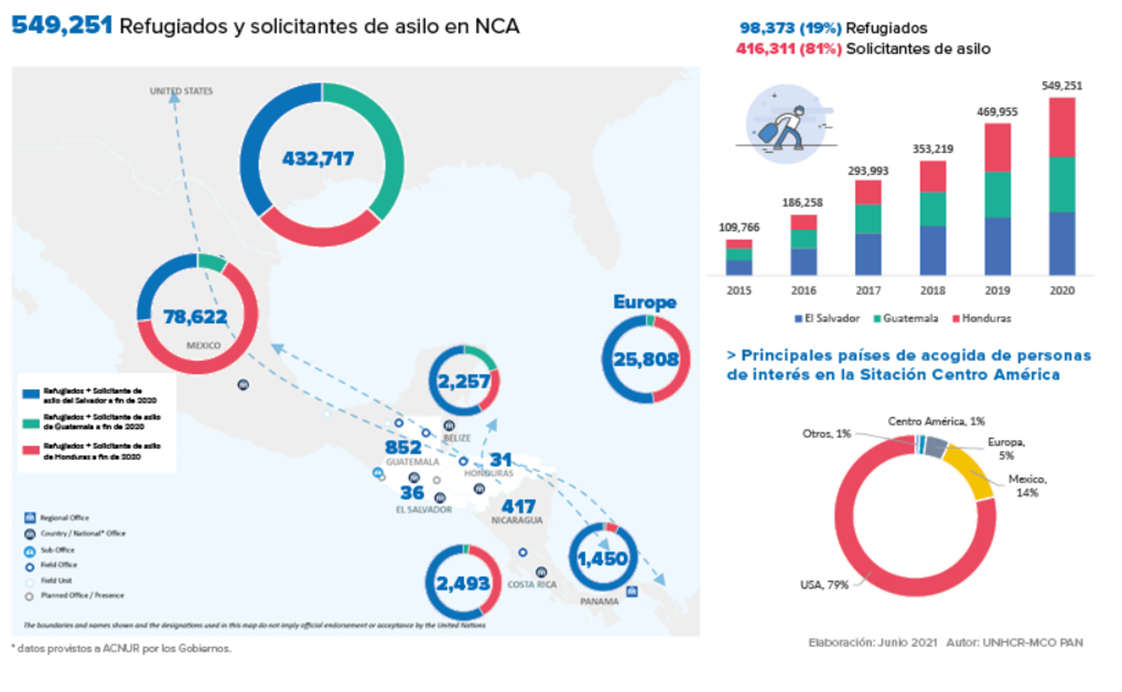 549,251 Refugiados y solicitantes de asilo en NCA
98,373 (19%) Refugiados
416,311 (81%) Solicitantes de asilo
UNITED STATES
432,717
78,622
MEXICO
Europe
25,808
2,257
BELIZE
852
GUATEMALA
31
HONDURAS
36
EL SALVADOR
417
NICARAGUA
1,450
PANAMA
2,493
COSTA RICA
Refugiados + Solicitante de
asilo del Salvador a fin de 2020
Refugiados + Solicitante de asilo
de Guatemala a fin de 2020
Refugiados + Solicitante de asilo
de Honduras a fin de 2020
Regional Office
Country / National* Office
Sub-Office
Field Office
Field Unit
Planned Office / Presence
The boundaries and names shown and the designations used in this map do not imply official endorsement or acceptance by the United Nations
* datos provistos a ACNUR por los Gobiernos.
109,766
186,258
293,993
353,219
469,955
549,251
2015
2016
2017
2018
2019
2020
El Salvador
Guatemala
Honduras
> Principales países de acogida de personas
de interés en la Sitación Centro América
Centro América, 1%
Otros, 1%
Europa,
5%
Mexico,
14%
USA, 79%
Elaboración: Junio 2021 Autor: UNHCR-MCO PAN